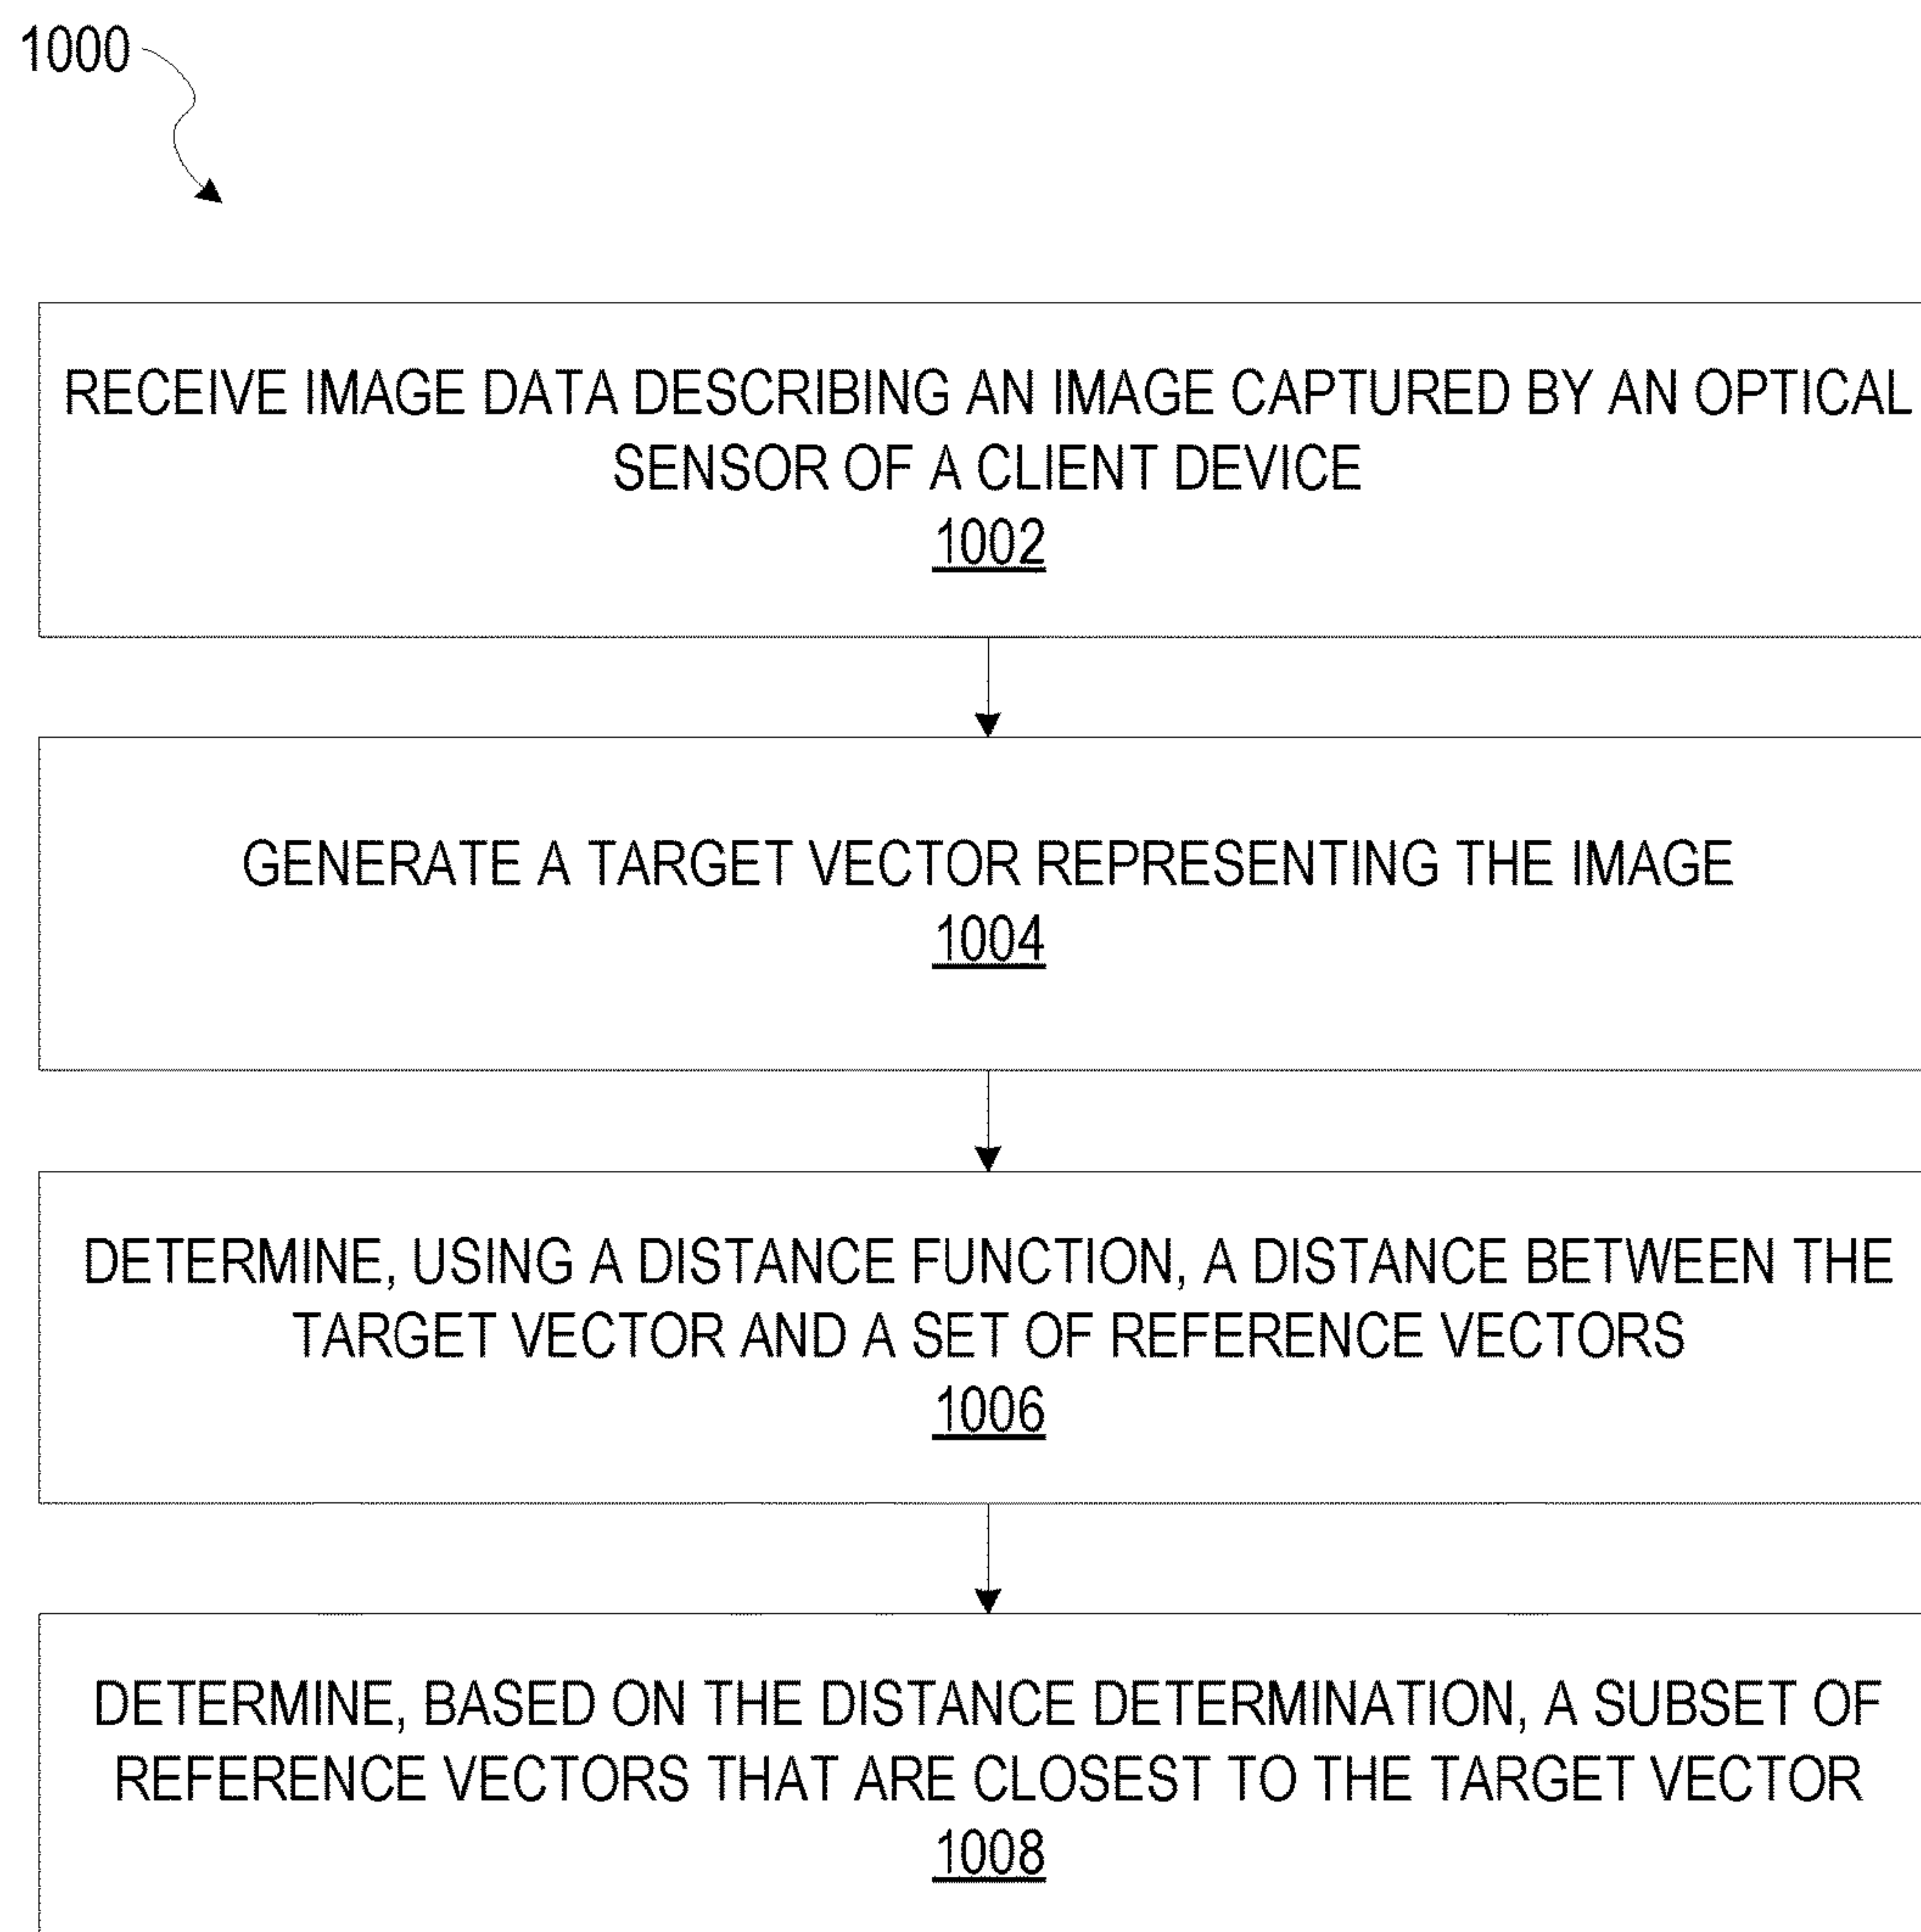 1000
RECEIVE IMAGE DATA DESCRIBING AN IMAGE CAPTURED BY AN OPTICAL
SENSOR OF A CLIENT DEVICE
1002
GENERATE A TARGET VECTOR REPRESENTING THE IMAGE
1004
DETERMINE, USING A DISTANCE FUNCTION, A DISTANCE BETWEEN THE
TARGET VECTOR AND A SET OF REFERENCE VECTORS
1006
DETERMINE, BASED ON THE DISTANCE DETERMINATION, A SUBSET OF
REFERENCE VECTORS THAT ARE CLOSEST TO THE TARGET VECTOR
1008